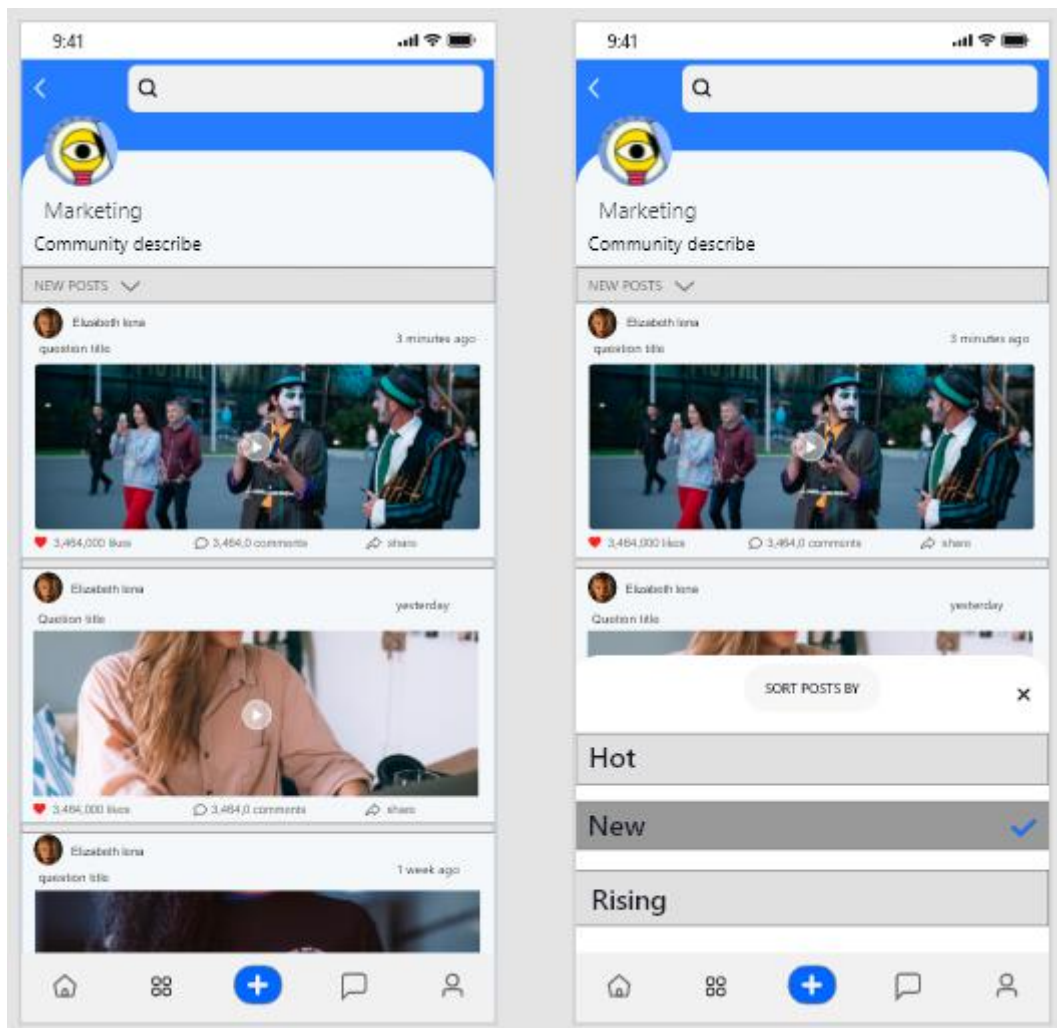 9:41
Marketing
Community describe
NEW POSTS
Elizabeth Iona
3 minutes ago
question title
3,464,000 likes 3,464,0 comments share
Elizabeth Iona
yesterday
Quetion title
3,464,000 likes 3,464,0 comments share
Elizabeth Iona
1 week ago
question title
9:41
Marketing
Community describe
NEW POSTS
Elizabeth Iona
3 minutes ago
question title
3,464,000 likes 3,464,0 comments share
Elizabeth Iona
yesterday
Quetion title
SORT POSTS BY
Hot
New
Rising